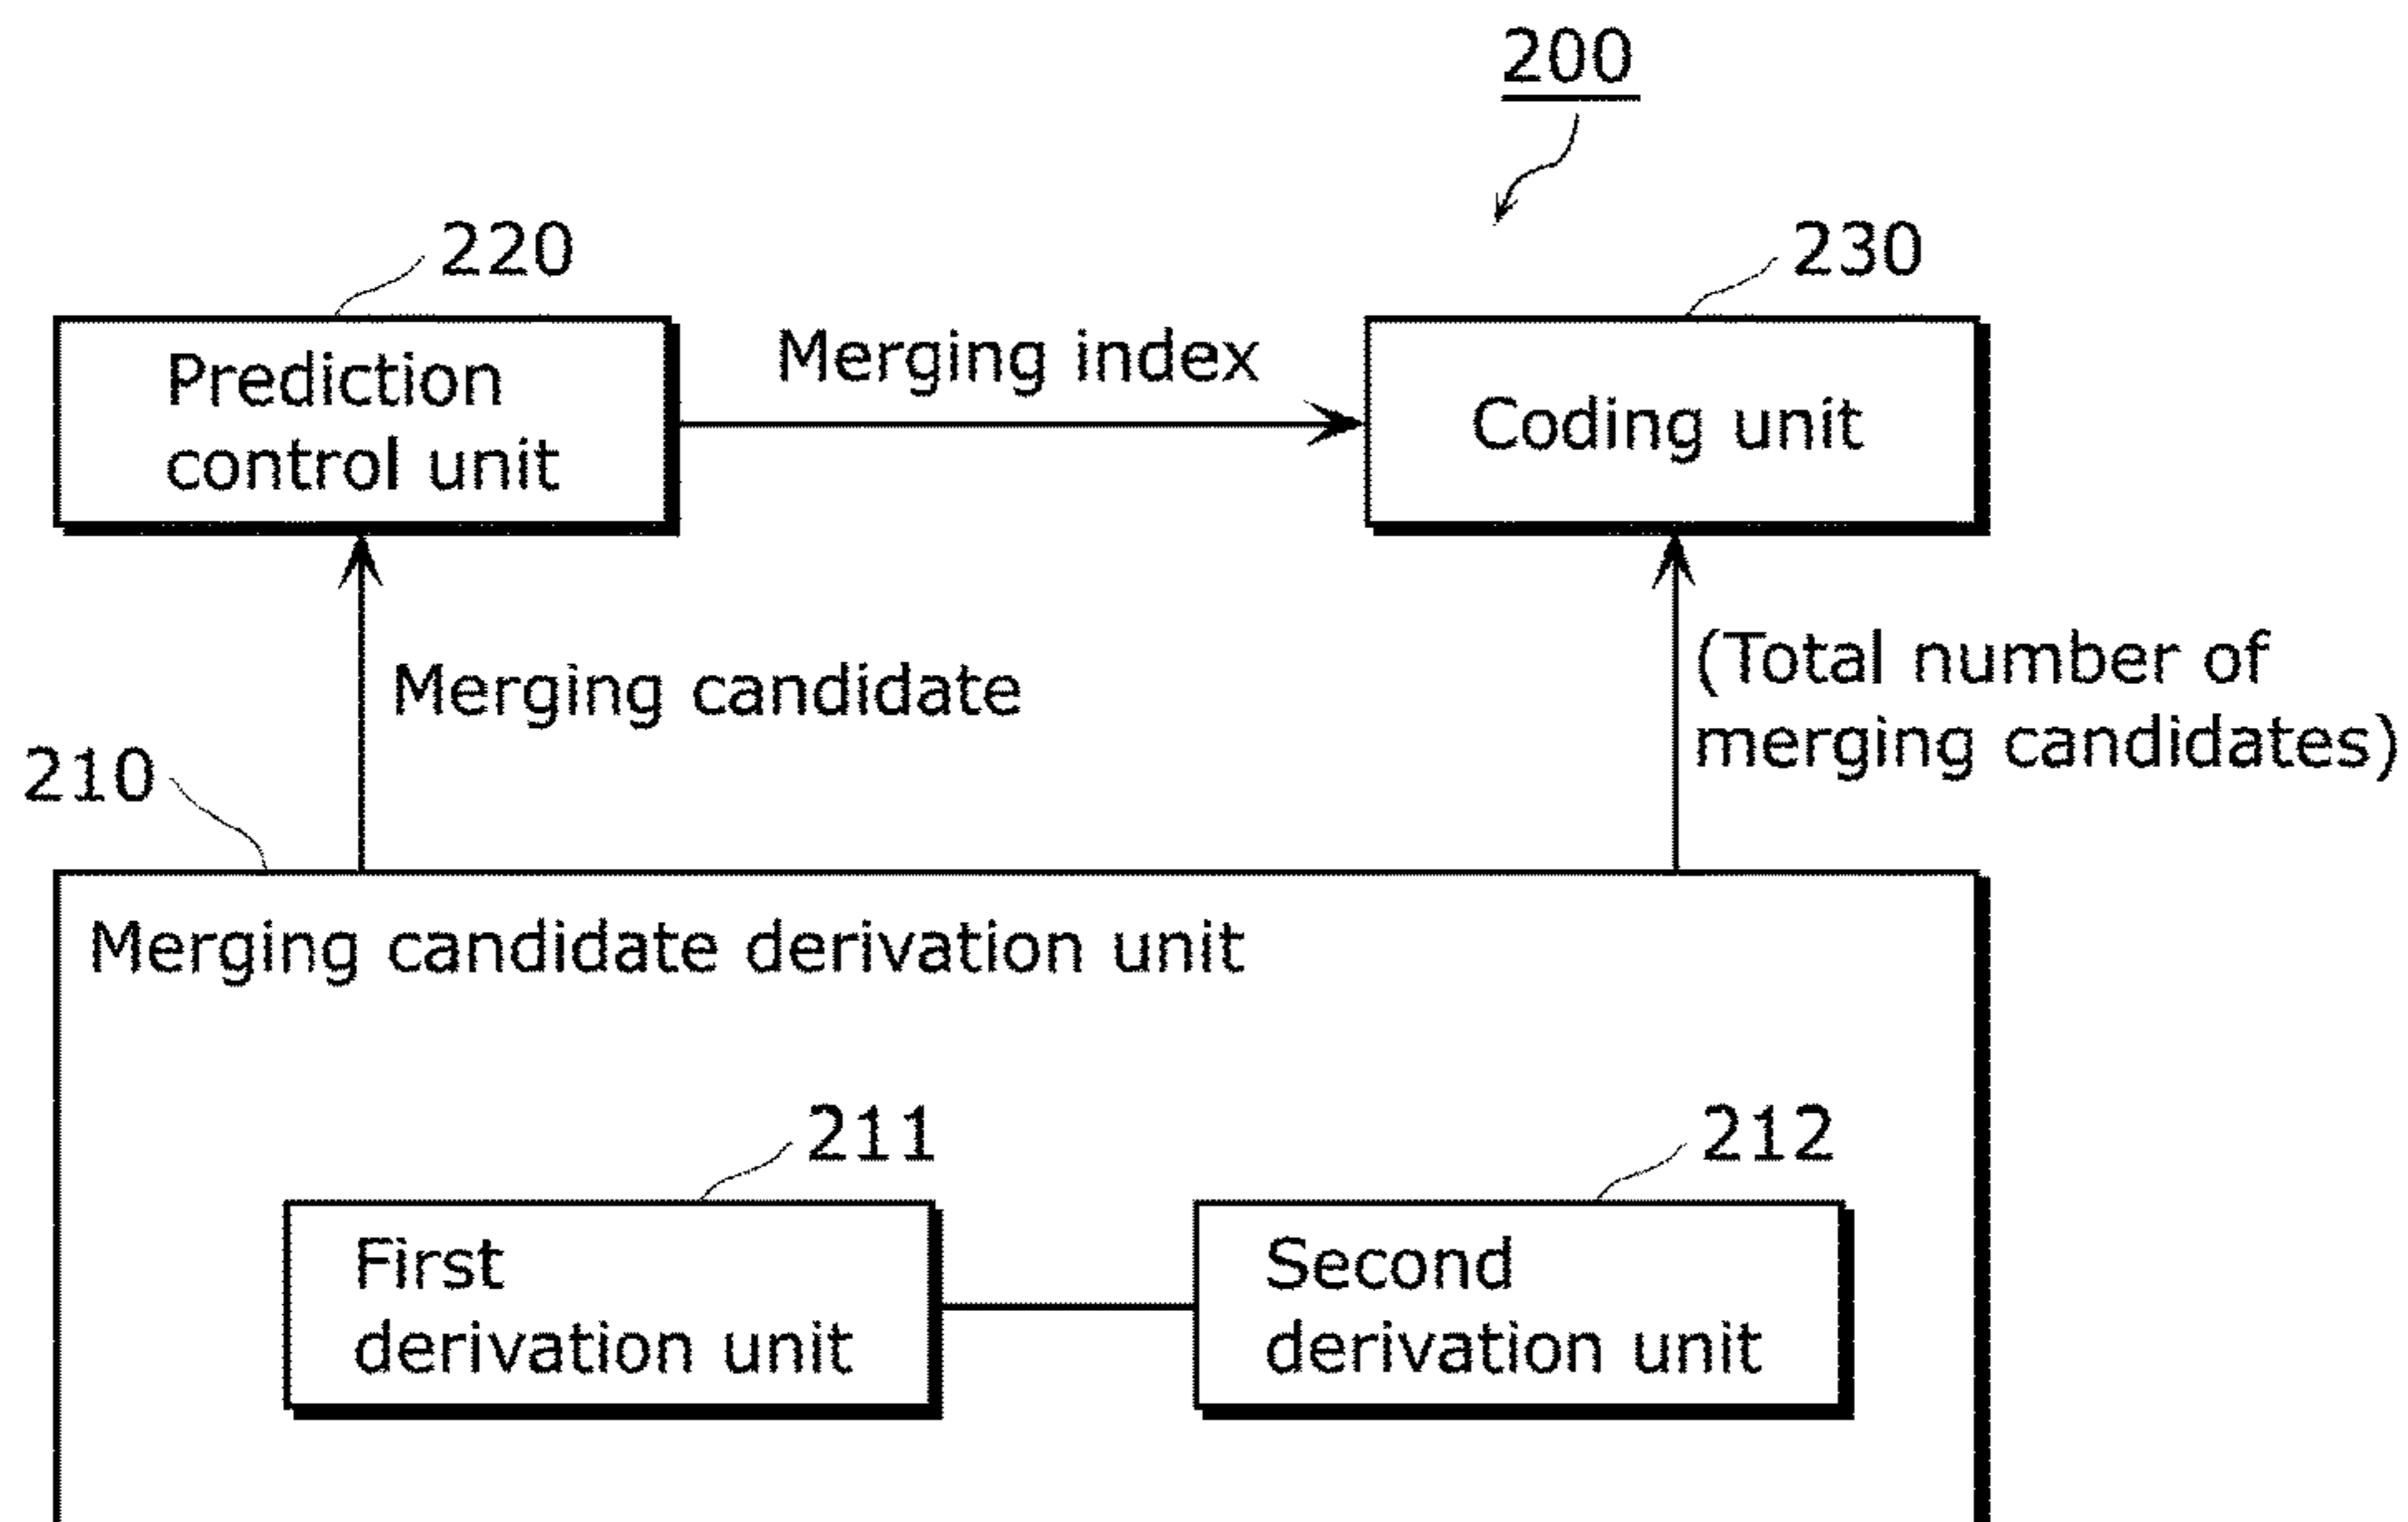 200
220
230
Prediction
control unit
Merging index
Coding unit
Merging candidate
(Total number of
merging candidates)
210
Merging candidate derivation unit
211
212
First
derivation unit
Second
derivation unit